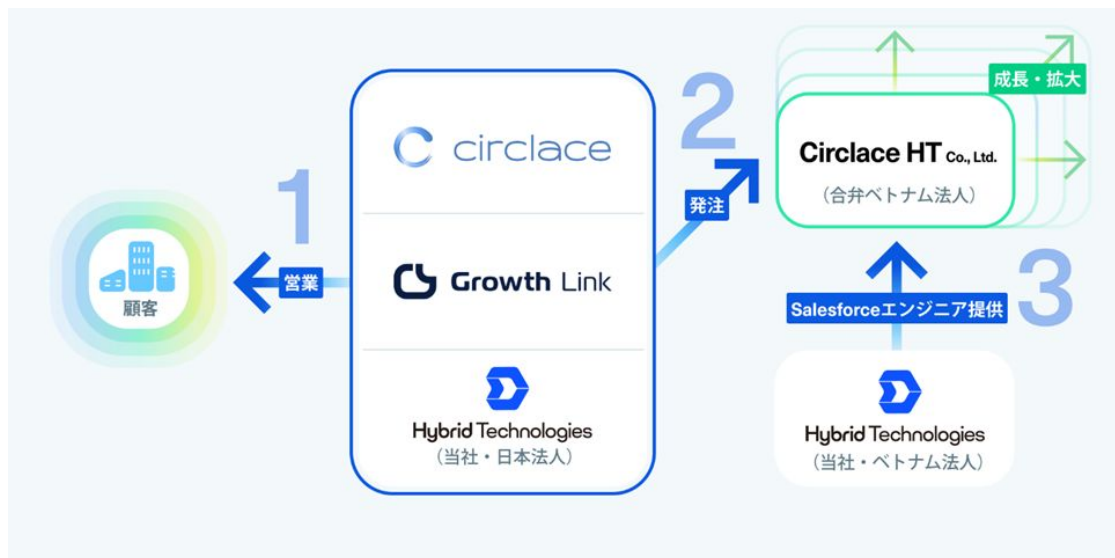 顧客
1
営業
circlace
Growth Link
Hybrid Technologies
（当社・日本法人）
2
発注
成長・拡大
Circlace HT Co., Ltd.
（合弁ベトナム法人）
3
Salesforceエンジニア提供
Hybrid Technologies
（当社・ベトナム法人）